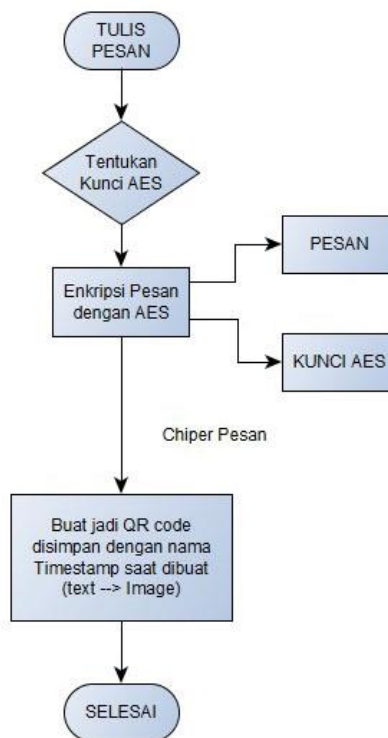 TULIS
PESAN
Tentukan
Kunci AES
Enkripsi Pesan
dengan AES
PESAN
KUNCI AES
Chiper Pesan
Buat jadi QR code
disimpan dengan nama
Timestamp saat dibuat
(text --> Image)
SELESAI